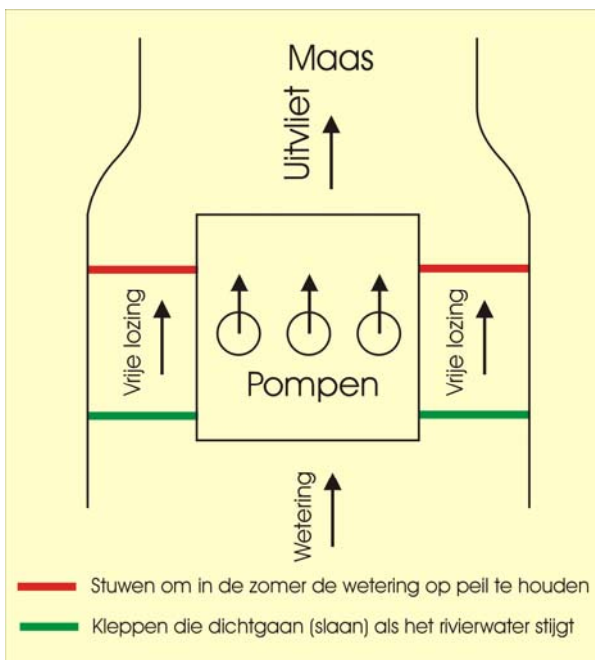 Maas
Uitvliet
Vrije lozing
Vrije lozing
Pompen
Wetering
Stuwen om in de zomer de wetering op peil te houden
Kleppen die dichtgaan (slaan) als het rivierwater stijgt